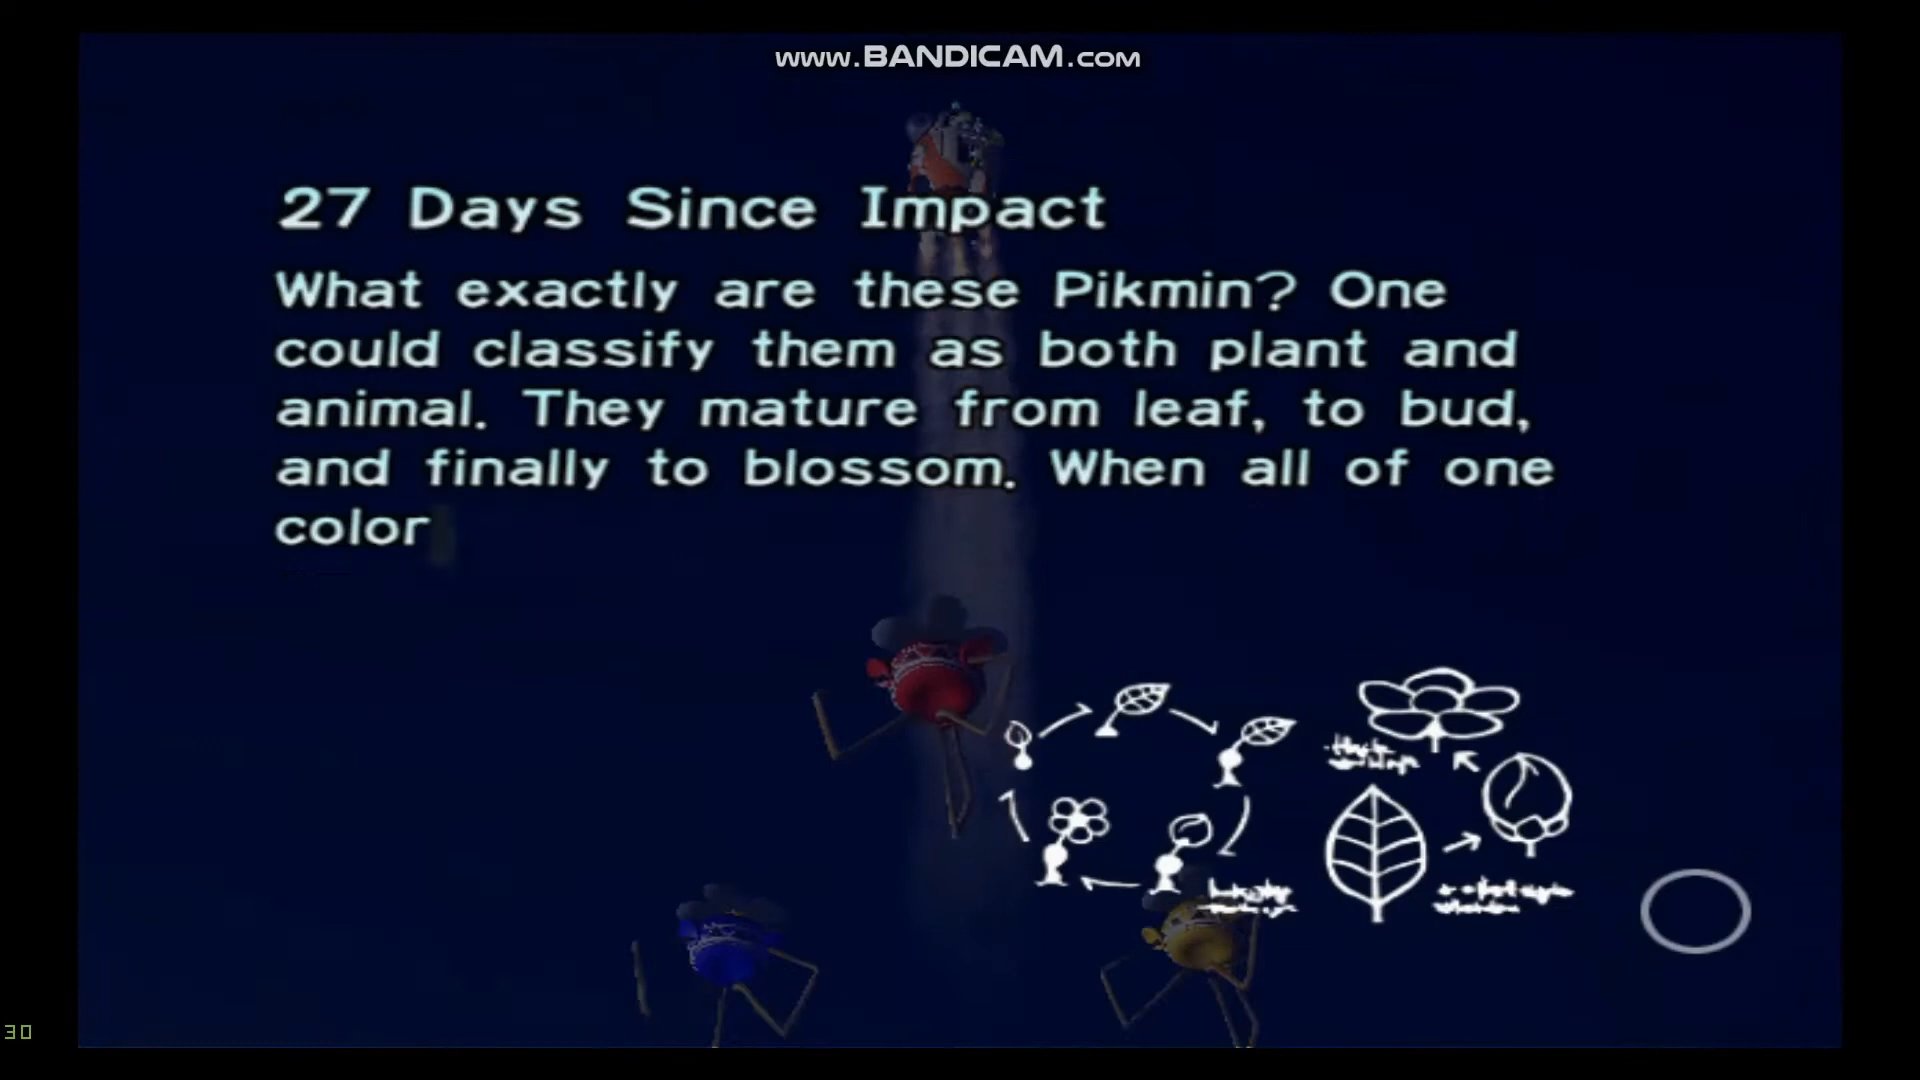 www.BANDICAM.com
27 Days Since Impact
What exactly are these Pikmin? One
could classify them as both plant and
animal. They mature from leaf, to bud,
and finally to blossom. When all of one
color
30